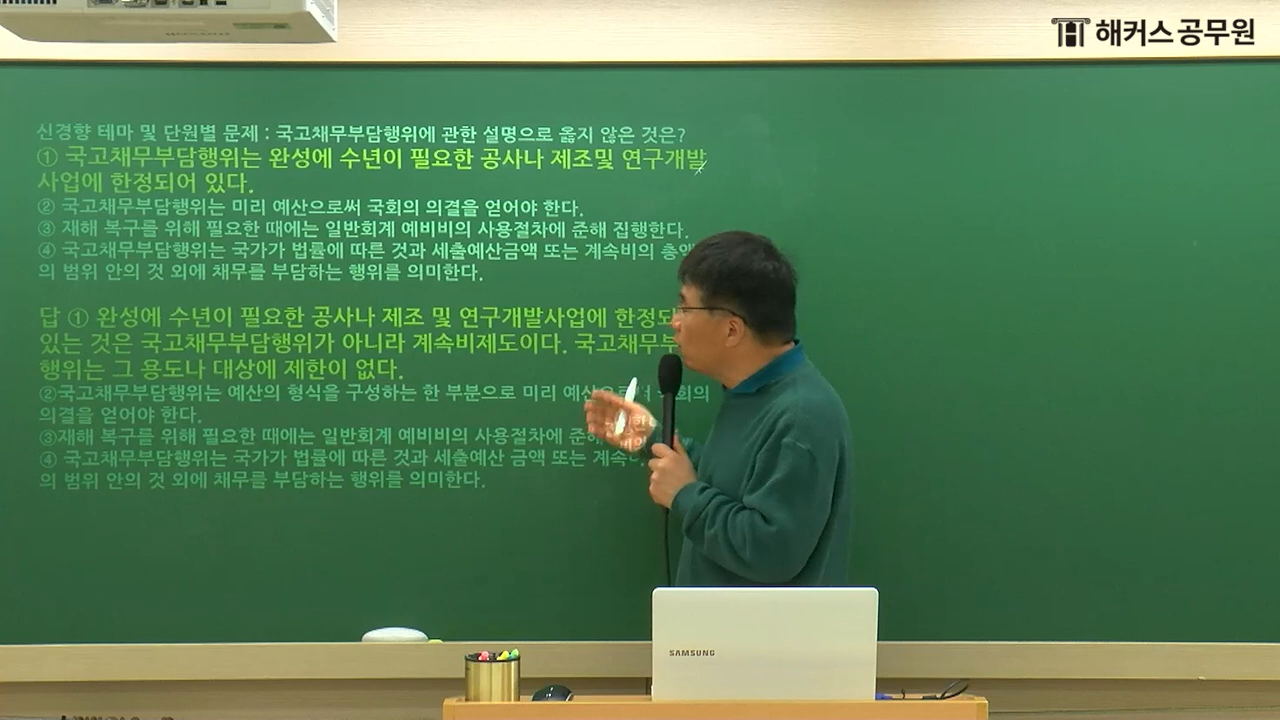 해커스공무원
신경향 테마 및 단원별 문제 : 국고채무부담행위에 관한 설명으로 옳지 않은 것은?
① 국고채무부담행위는 완성에 수년이 필요한 공사나 제조및 연구개발
사업에 한정되어 있다.
② 국고채무부담행위는 미리 예산으로써 국회의 의결을 얻어야 한다.
③ 재해 복구를 위해 필요한 때에는 일반회계 예비비의 사용절차에 준해 집행한다.
④ 국고채무부담행위는 국가가 법률에 따른 것과 세출예산금액 또는 계속비의 총액
의 범위 안의 것 외에 채무를 부담하는 행위를 의미한다.
답 ① 완성에 수년이 필요한 공사나 제조 및 연구개발사업에 한정되
있는 것은 국고채무부담행위가 아니라 계속비제도이다. 국고채무부
행위는 그 용도나 대상에 제한이 없다.
②국고채무부담행위는 예산의 형식을 구성하는 한 부분으로 미리 국회의
의결을 얻어야 한다.
③재해 복구를 위해 필요한 때에는 일반회계 예비비의 사용절차에 준해
④ 국고채무부담행위는 국가가 법률에 따른 것과 세출예산 금액 또는
의 범위 안의 것 외에 채무를 부담하는 행위를 의미한다.
SAMSUNG